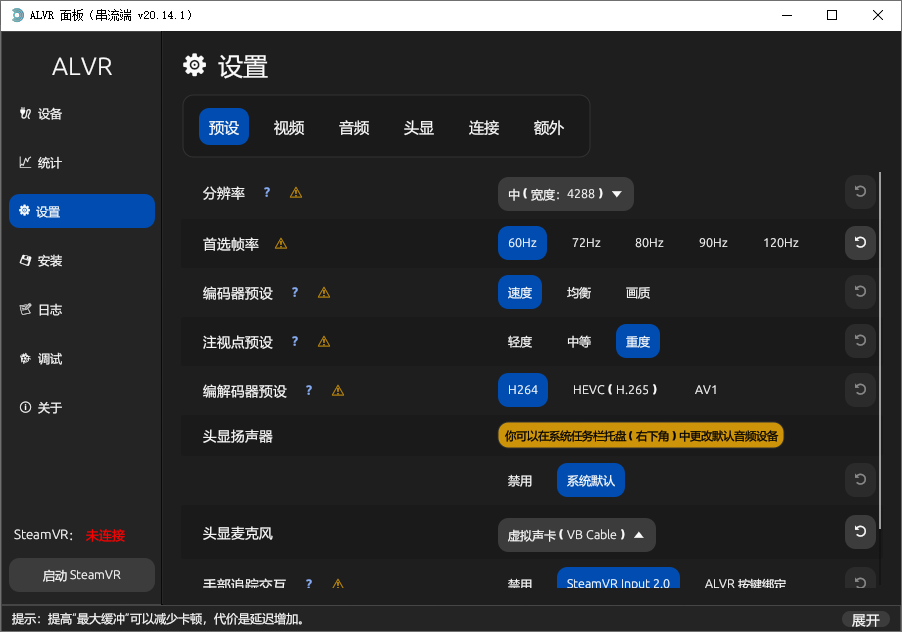 ALVR 面板（串流端 v20.14.1）
ALVR
设备
统计
设置
安装
日志
调试
关于
SteamVR： 未连接
启动 SteamVR
设置
预设 视频 音频 头显 连接 额外
分辨率 ? 中（宽度：4288）
首选帧率 60Hz 72Hz 80Hz 90Hz 120Hz
编码器预设 ? 速度 均衡 画质
注视点预设 ? 轻度 中等 重度
编解码器预设 ? H264 HEVC（H.265） AV1
头显扬声器 你可以在系统任务栏托盘（右下角）中更改默认音频设备
禁用 系统默认
头显麦克风 虚拟声卡（VB Cable）
手部追踪交互 ? 禁用 SteamVR Input 2.0 ALVR 按键绑定
提示：提高"最大缓冲"可以减少卡顿，代价是延迟增加。 展开